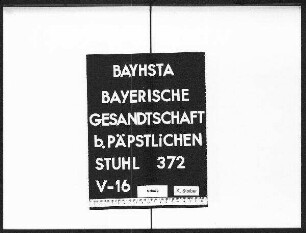 BAYHSTA
BAYERISCHE
GESANDTSCHAFT
b. PÄPSTLiCHEN
STUHL 372
V-16